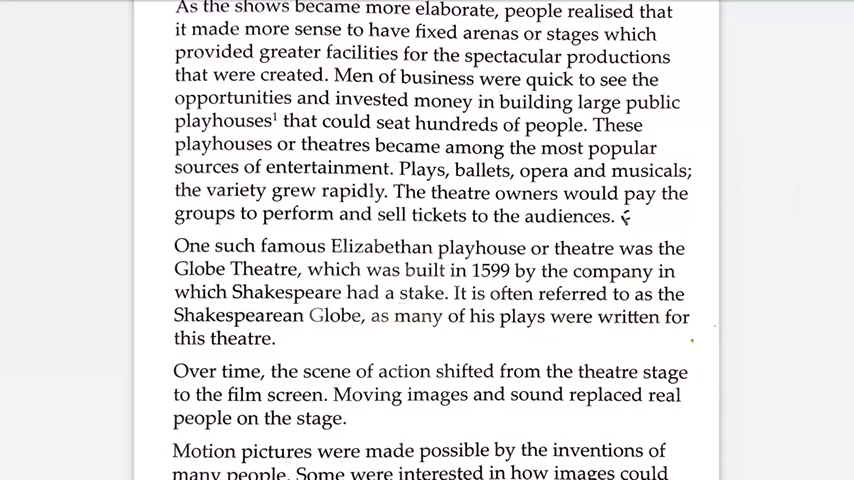 As the shows became more elaborate, people realised that
it made more sense to have fixed arenas or stages which
provided greater facilities for the spectacular productions
that were created. Men of business were quick to see the
opportunities and invested money in building large public
playhouses¹ that could seat hundreds of people. These
playhouses or theatres became among the most popular
sources of entertainment. Plays, ballets, opera and musicals;
the variety grew rapidly. The theatre owners would pay the
groups to perform and sell tickets to the audiences.
One such famous Elizabethan playhouse or theatre was the
Globe Theatre, which was built in 1599 by the company in
which Shakespeare had a stake. It is often referred to as the
Shakespearean Globe, as many of his plays were written for
this theatre.
Over time, the scene of action shifted from the theatre stage
to the film screen. Moving images and sound replaced real
people on the stage.
Motion pictures were made possible by the inventions of
many people. Some were interested in how images could